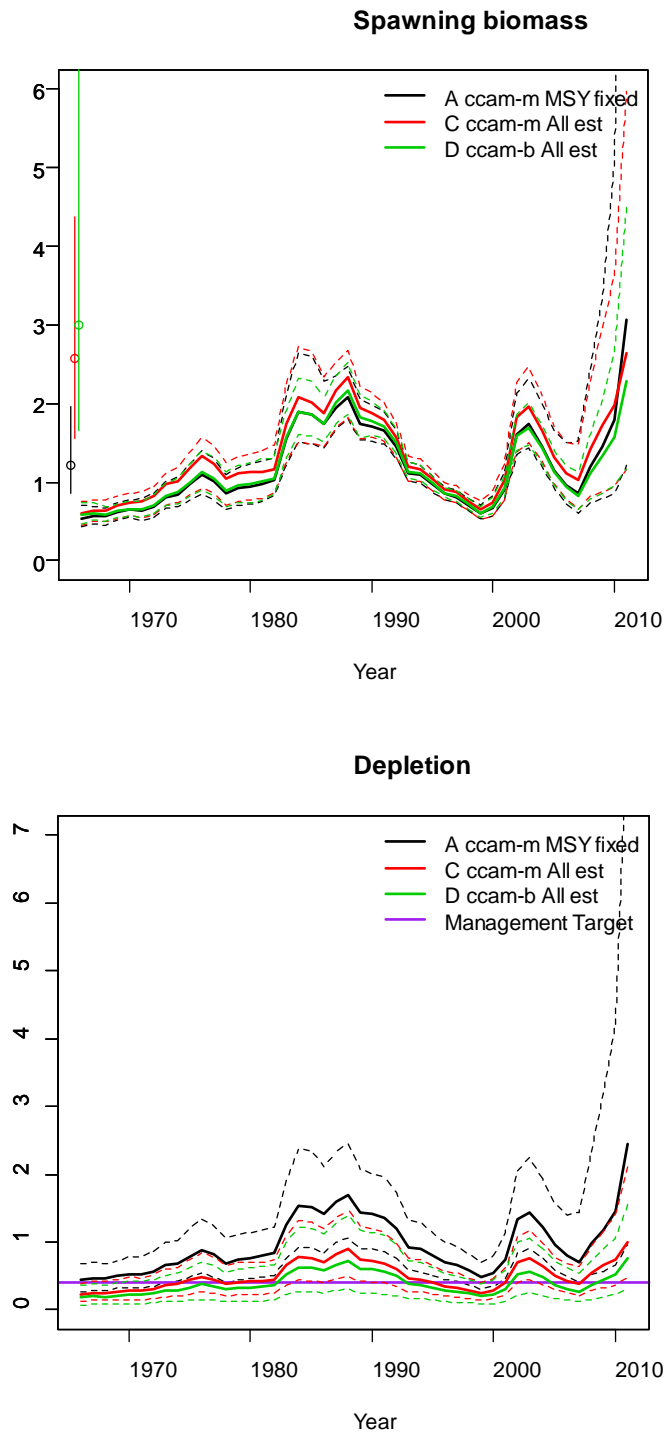 Spawning biomass
6
5
4
3
2
1
0
A ccam-m MSY fixed
C ccam-m All est
D ccam-b All est
1970 1980 1990 2000 2010
Year
Depletion
7
6
5
4
3
2
1
0
A ccam-m MSY fixed
C ccam-m All est
D ccam-b All est
Management Target
1970 1980 1990 2000 2010
Year